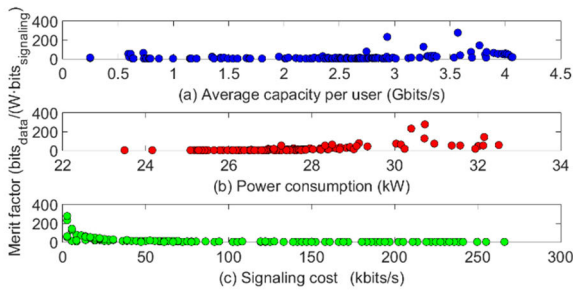 Merit factor (bits_data/(W·bits_signaling)
400
200
0
0 0.5 1 1.5 2 2.5 3 3.5 4 4.5
(a) Average capacity per user (Gbits/s)
400
200
0
22 24 26 28 30 32 34
(b) Power consumption (kW)
400
200
0
0 50 100 150 200 250 300
(c) Signaling cost (kbits/s)